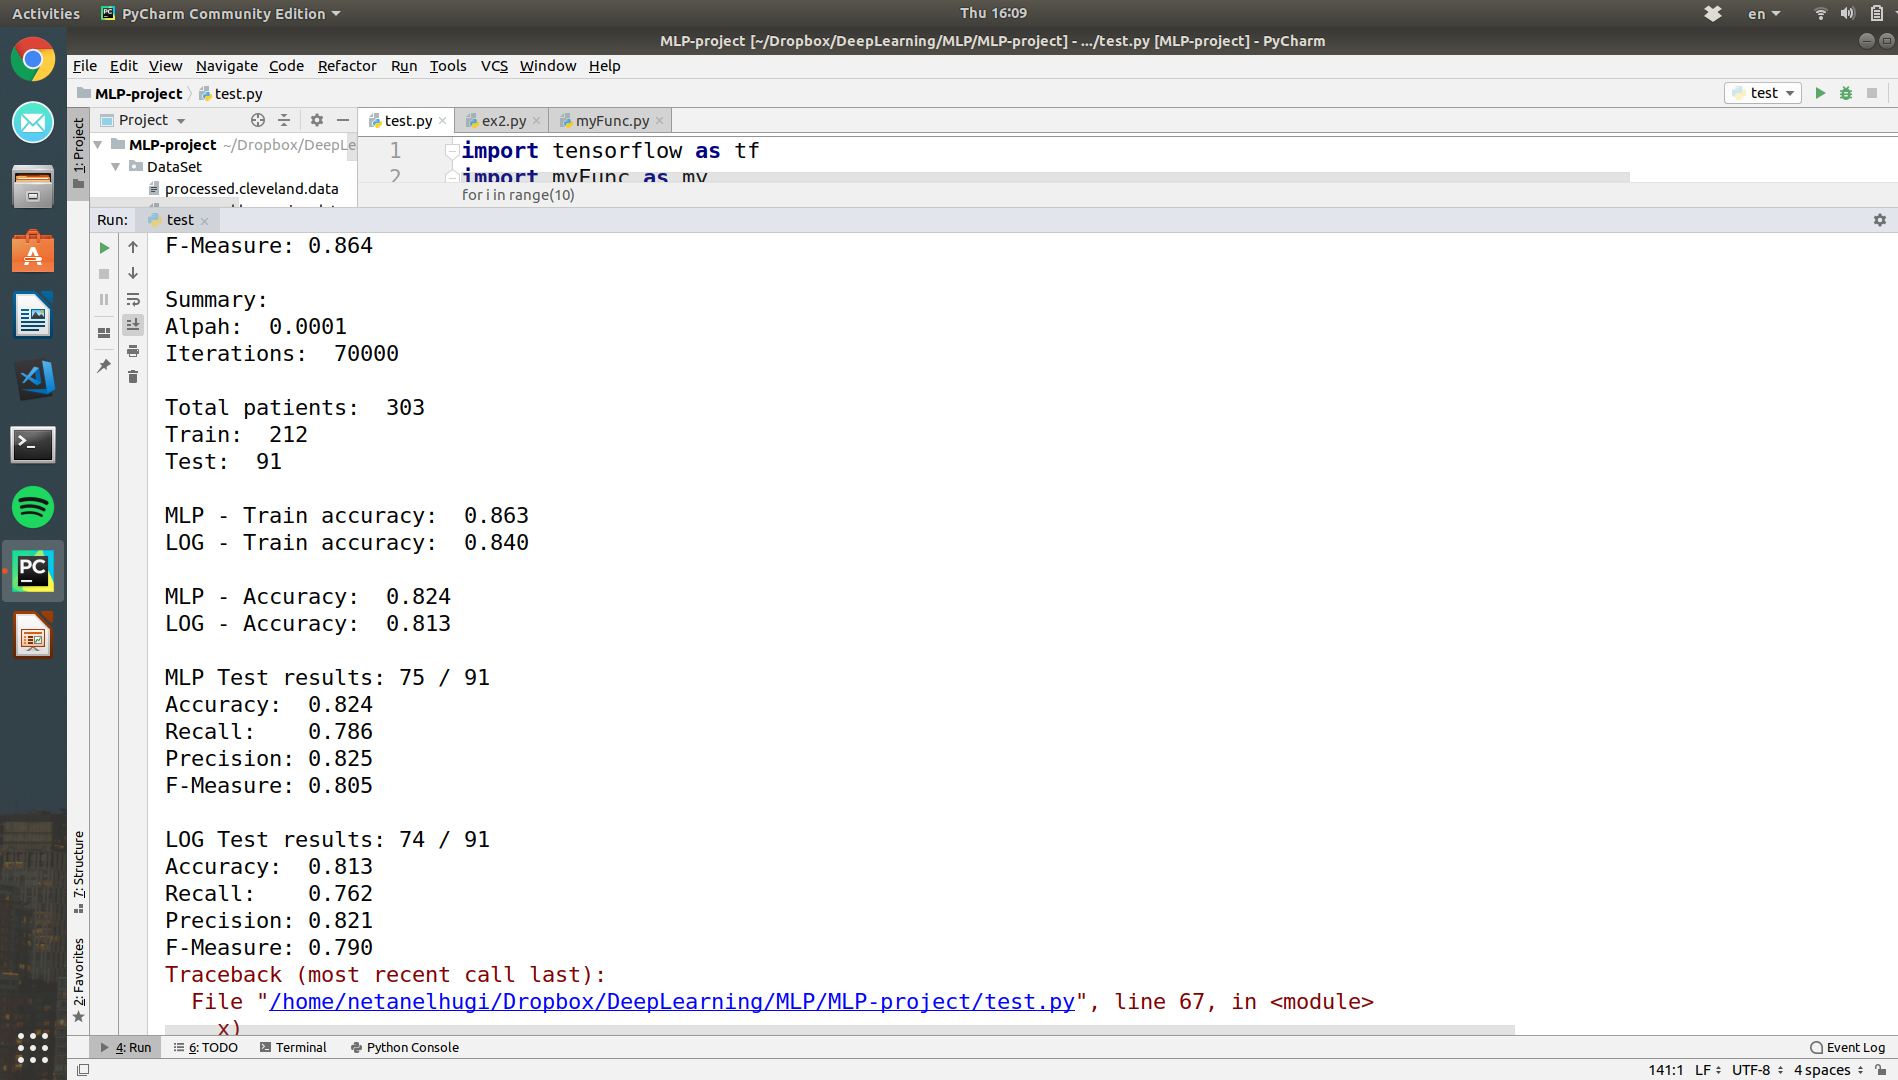 Activities
PyCharm Community Edition
Thu 16:09
en
MLP-project [~/Dropbox/DeepLearning/MLP/MLP-project] - .../test.py [MLP-project] - PyCharm
File Edit View Navigate Code Refactor Run Tools VCS Window Help
MLP-project
test.py
test
1: Project
Project
test.py
ex2.py
myFunc.py
MLP-project ~/Dropbox/DeepLe
DataSet
processed.cleveland.data
1 import tensorflow as tf
2 import myFunc as my
for i in range(10)
Run: test
F-Measure: 0.864
Summary:
Alpah:  0.0001
Iterations:  70000
Total patients:  303
Train:  212
Test:  91
MLP - Train accuracy:  0.863
LOG - Train accuracy:  0.840
MLP - Accuracy:  0.824
LOG - Accuracy:  0.813
MLP Test results: 75 / 91
Accuracy:  0.824
Recall:    0.786
Precision: 0.825
F-Measure: 0.805
LOG Test results: 74 / 91
Accuracy:  0.813
Recall:    0.762
Precision: 0.821
F-Measure: 0.790
Traceback (most recent call last):
File "/home/netanelhugi/Dropbox/DeepLearning/MLP/MLP-project/test.py", line 67, in <module>
x)
7: Structure
2: Favorites
4: Run
6: TODO
Terminal
Python Console
Event Log
141:1 LF UTF-8 4 spaces